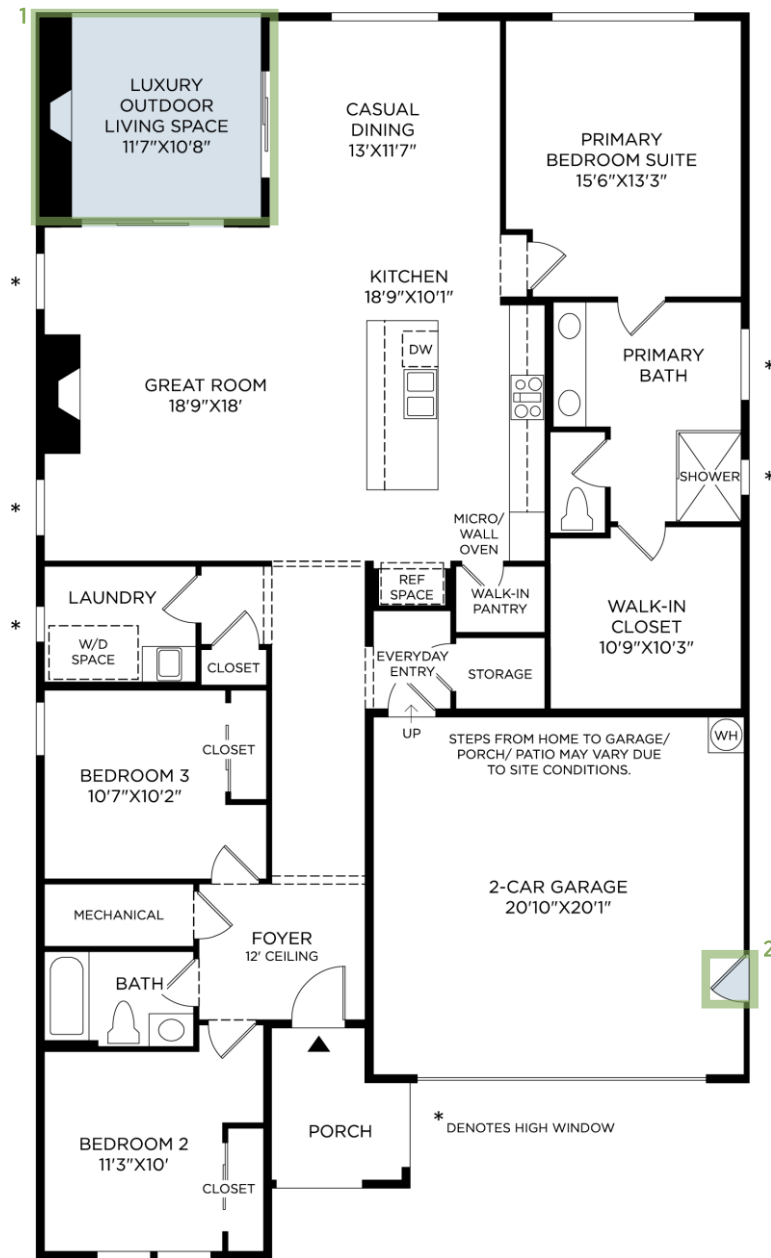 1
LUXURY
OUTDOOR
LIVING SPACE
11'7"X10'8"
CASUAL
DINING
13'X11'7"
PRIMARY
BEDROOM SUITE
15'6"X13'3"
*
KITCHEN
18'9"X10'1"
DW
GREAT ROOM
18'9"X18'
PRIMARY
BATH
*
SHOWER
*
*
MICRO/
WALL
OVEN
LAUNDRY
W/D
SPACE
*
CLOSET
REF
SPACE
WALK-IN
PANTRY
WALK-IN
CLOSET
10'9"X10'3"
EVERYDAY
ENTRY
STORAGE
UP
STEPS FROM HOME TO GARAGE/
PORCH/ PATIO MAY VARY DUE
TO SITE CONDITIONS.
WH
CLOSET
BEDROOM 3
10'7"X10'2"
2-CAR GARAGE
20'10"X20'1"
MECHANICAL
FOYER
12' CEILING
2
BATH
BEDROOM 2
11'3"X10'
CLOSET
PORCH
* DENOTES HIGH WINDOW